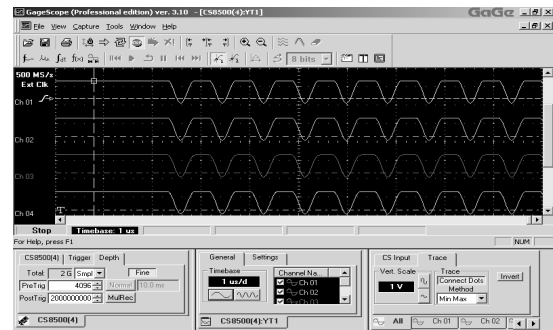 GageScope (Professional edition) ver. 3.10 - [CS8500(4):YT1]
GaGe
File View Capture Tools Window Help
8 bits
500 MS/s
Ext Clk
Ch 01
Ch 02
Ch 03
Ch 04
Stop Timebase: 1 us
For Help, press F1
NUM
CS8500(4) Trigger Depth
Total: 2 G Smpl Fine
PreTrig 4096 Normal 10.0 ms
PostTrig 2000000000 MulRec
CS8500(4)
General Settings
Timebase
1 us/d
Channel Na...
Ch 01
Ch 02
Ch 03
CS8500(4):YT1
CS Input Trace
Vert. Scale
1 V
Trace
Connect Dots
Method
Min Max
Invert
All Ch 01 Ch 02